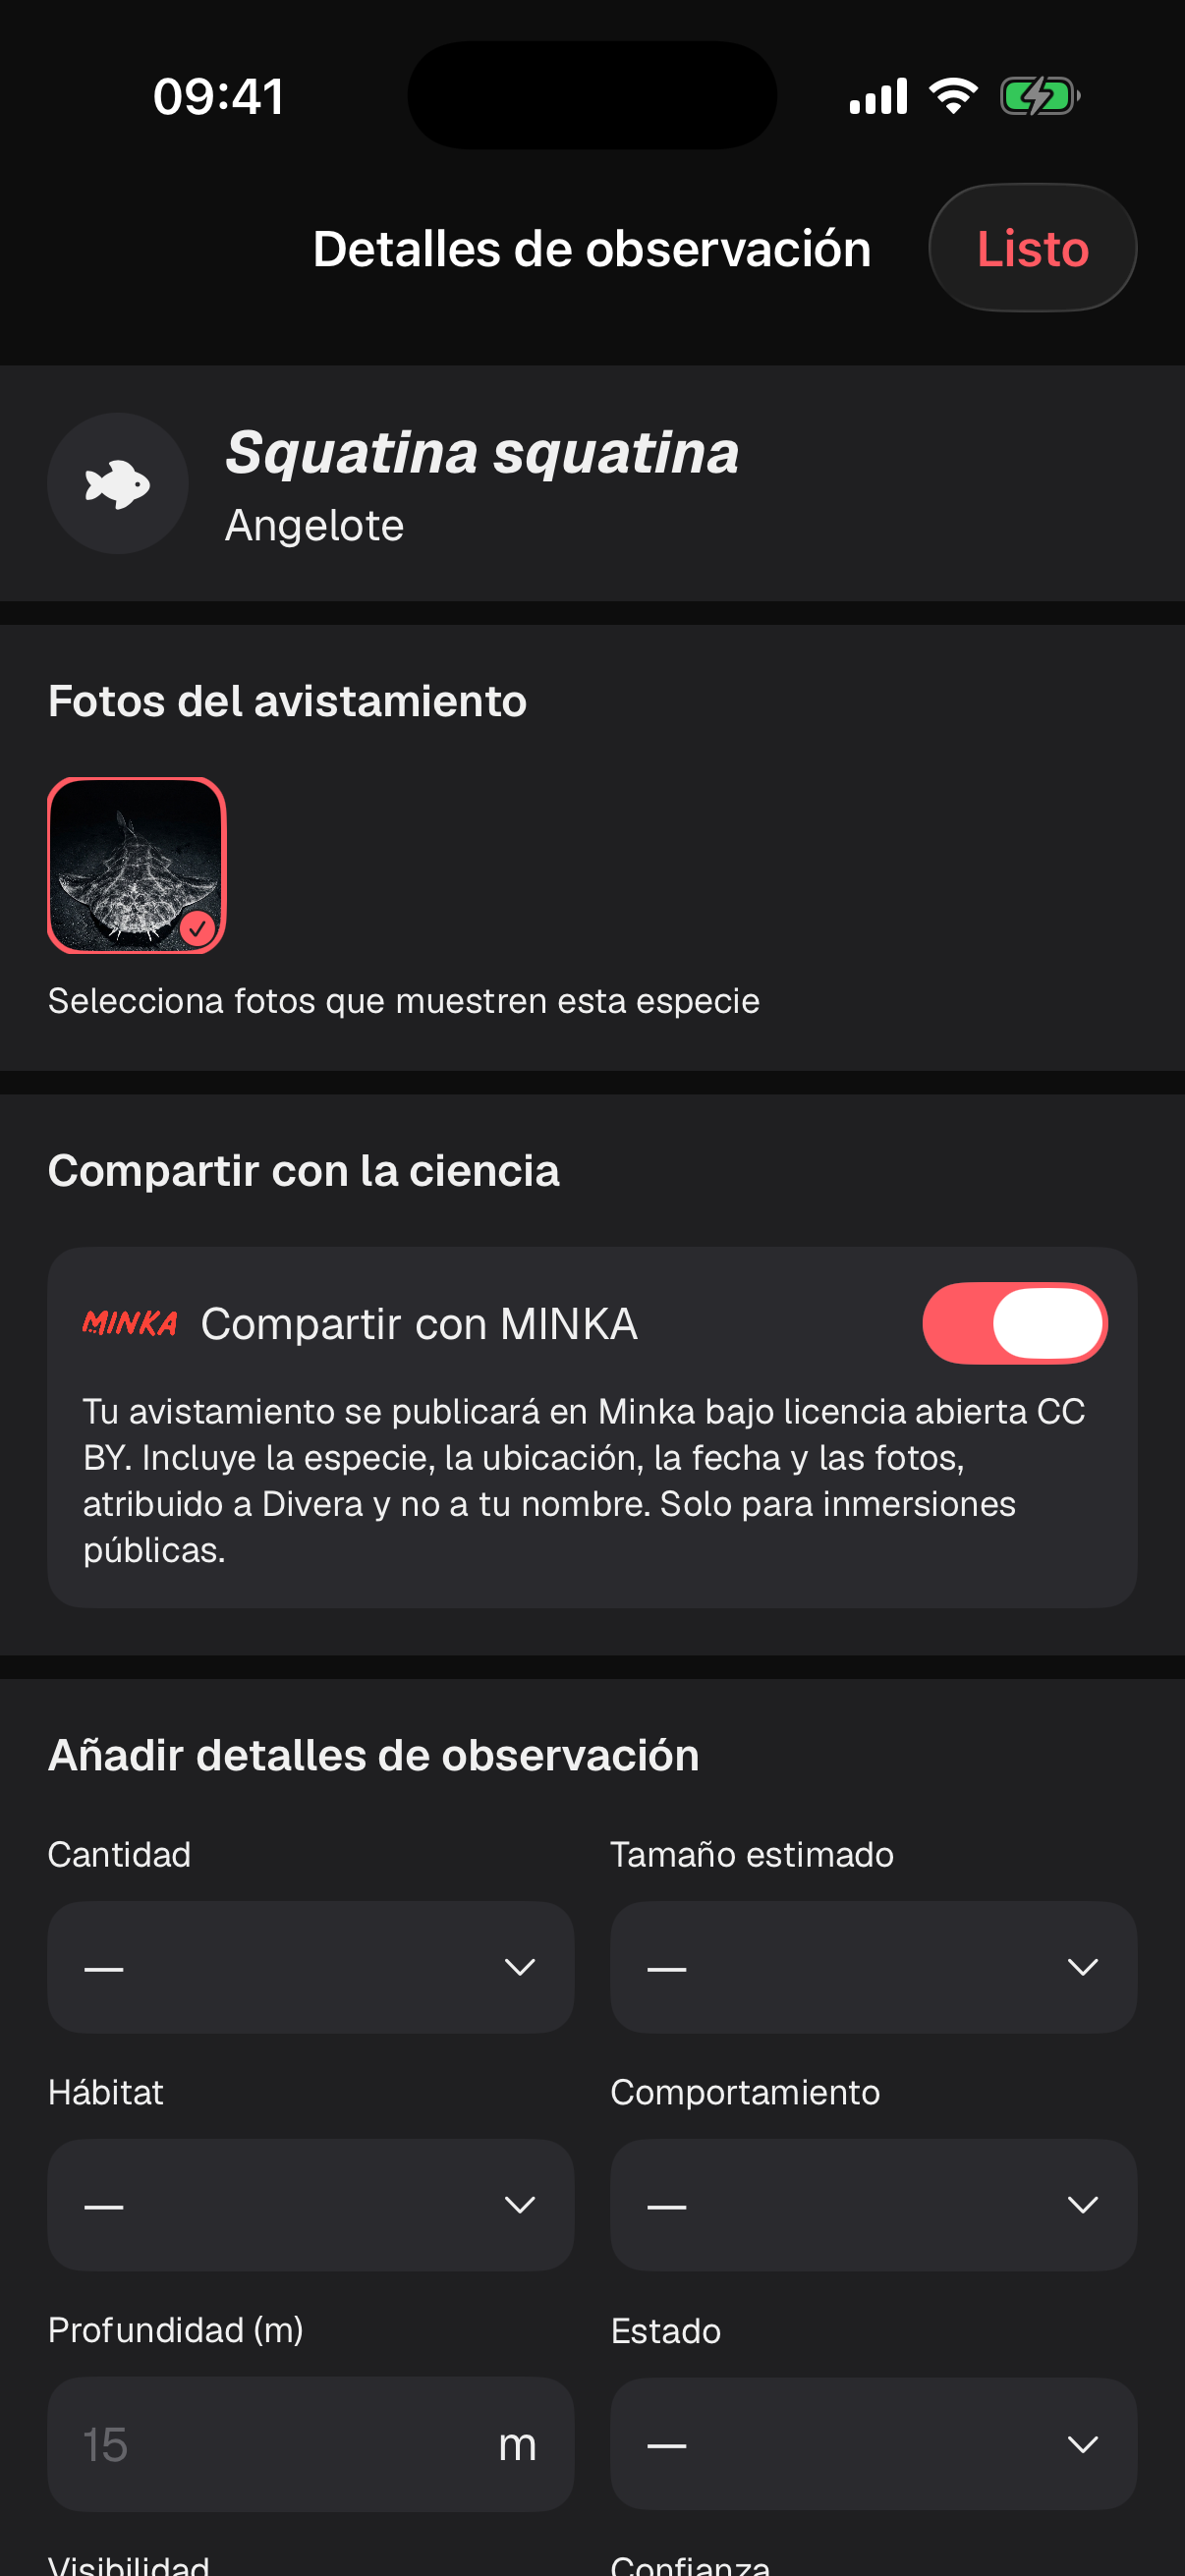 09:41
Detalles de observación
Listo
Squatina squatina
Angelote
Fotos del avistamiento
Selecciona fotos que muestren esta especie
Compartir con la ciencia
MINKA Compartir con MINKA
Tu avistamiento se publicará en Minka bajo licencia abierta CC
BY. Incluye la especie, la ubicación, la fecha y las fotos,
atribuido a Divera y no a tu nombre. Solo para inmersiones
públicas.
Añadir detalles de observación
Cantidad
Tamaño estimado
—
—
Hábitat
Comportamiento
—
—
Profundidad (m)
Estado
15 m
—
Visibilidad
Confianza